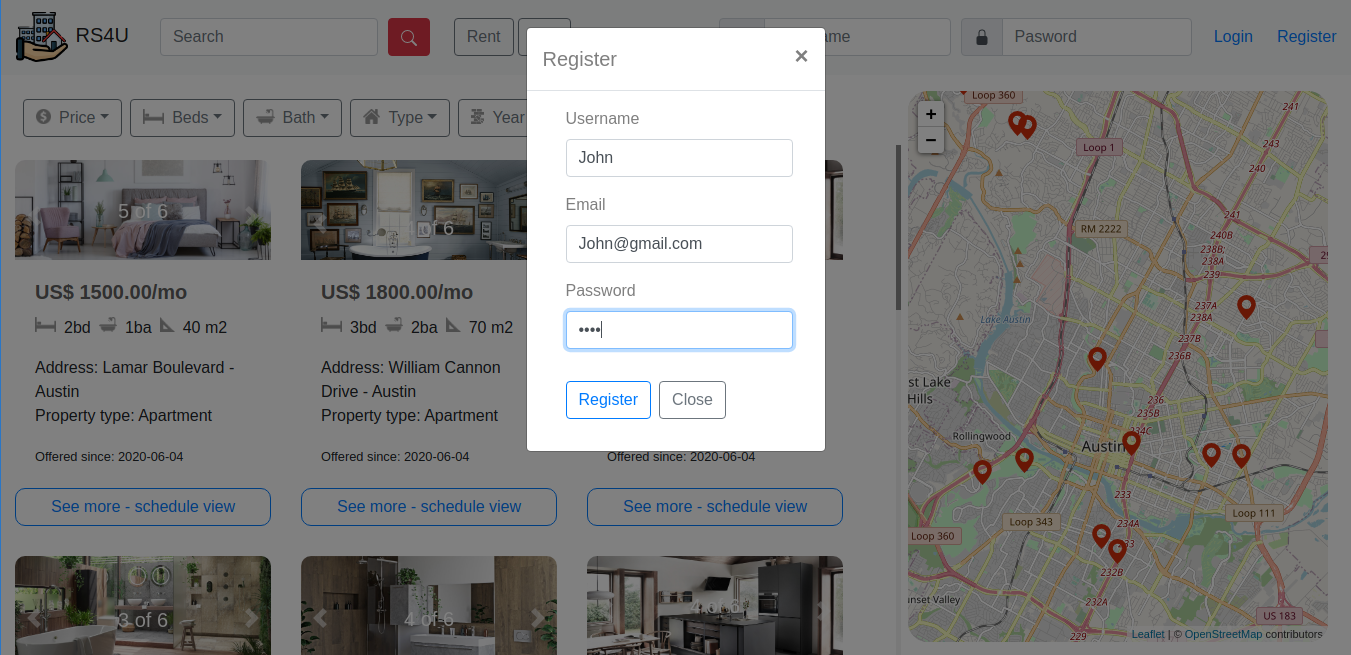 RS4U
Search
Rent
Pasword
Login
Register
Register
×
Username
John
Email
John@gmail.com
Password
••••
Register
Close
Price
Beds
Bath
Type
Year
5 of 6
of 6
US$ 1500.00/mo
2bd 1ba 40 m2
Address: Lamar Boulevard -
Austin
Property type: Apartment
Offered since: 2020-06-04
See more - schedule view
US$ 1800.00/mo
3bd 2ba 70 m2
Address: William Cannon
Drive - Austin
Property type: Apartment
Offered since: 2020-06-04
See more - schedule view
Offered since: 2020-06-04
See more - schedule view
3 of 6
4 of 6
4 of 6
+
−
Loop 360
241
Loop 1
241
RM 2222
240B
238B;
238A
239
237A
Lake Austin
237B
236B
st Lake
Hills
236
235B
234C
Rollingwood
Austin
233
Loop 343
234A
Loop 111
Loop 360
233
232B
nset Valley
232A
US 183
229
Leaflet | © OpenStreetMap contributors